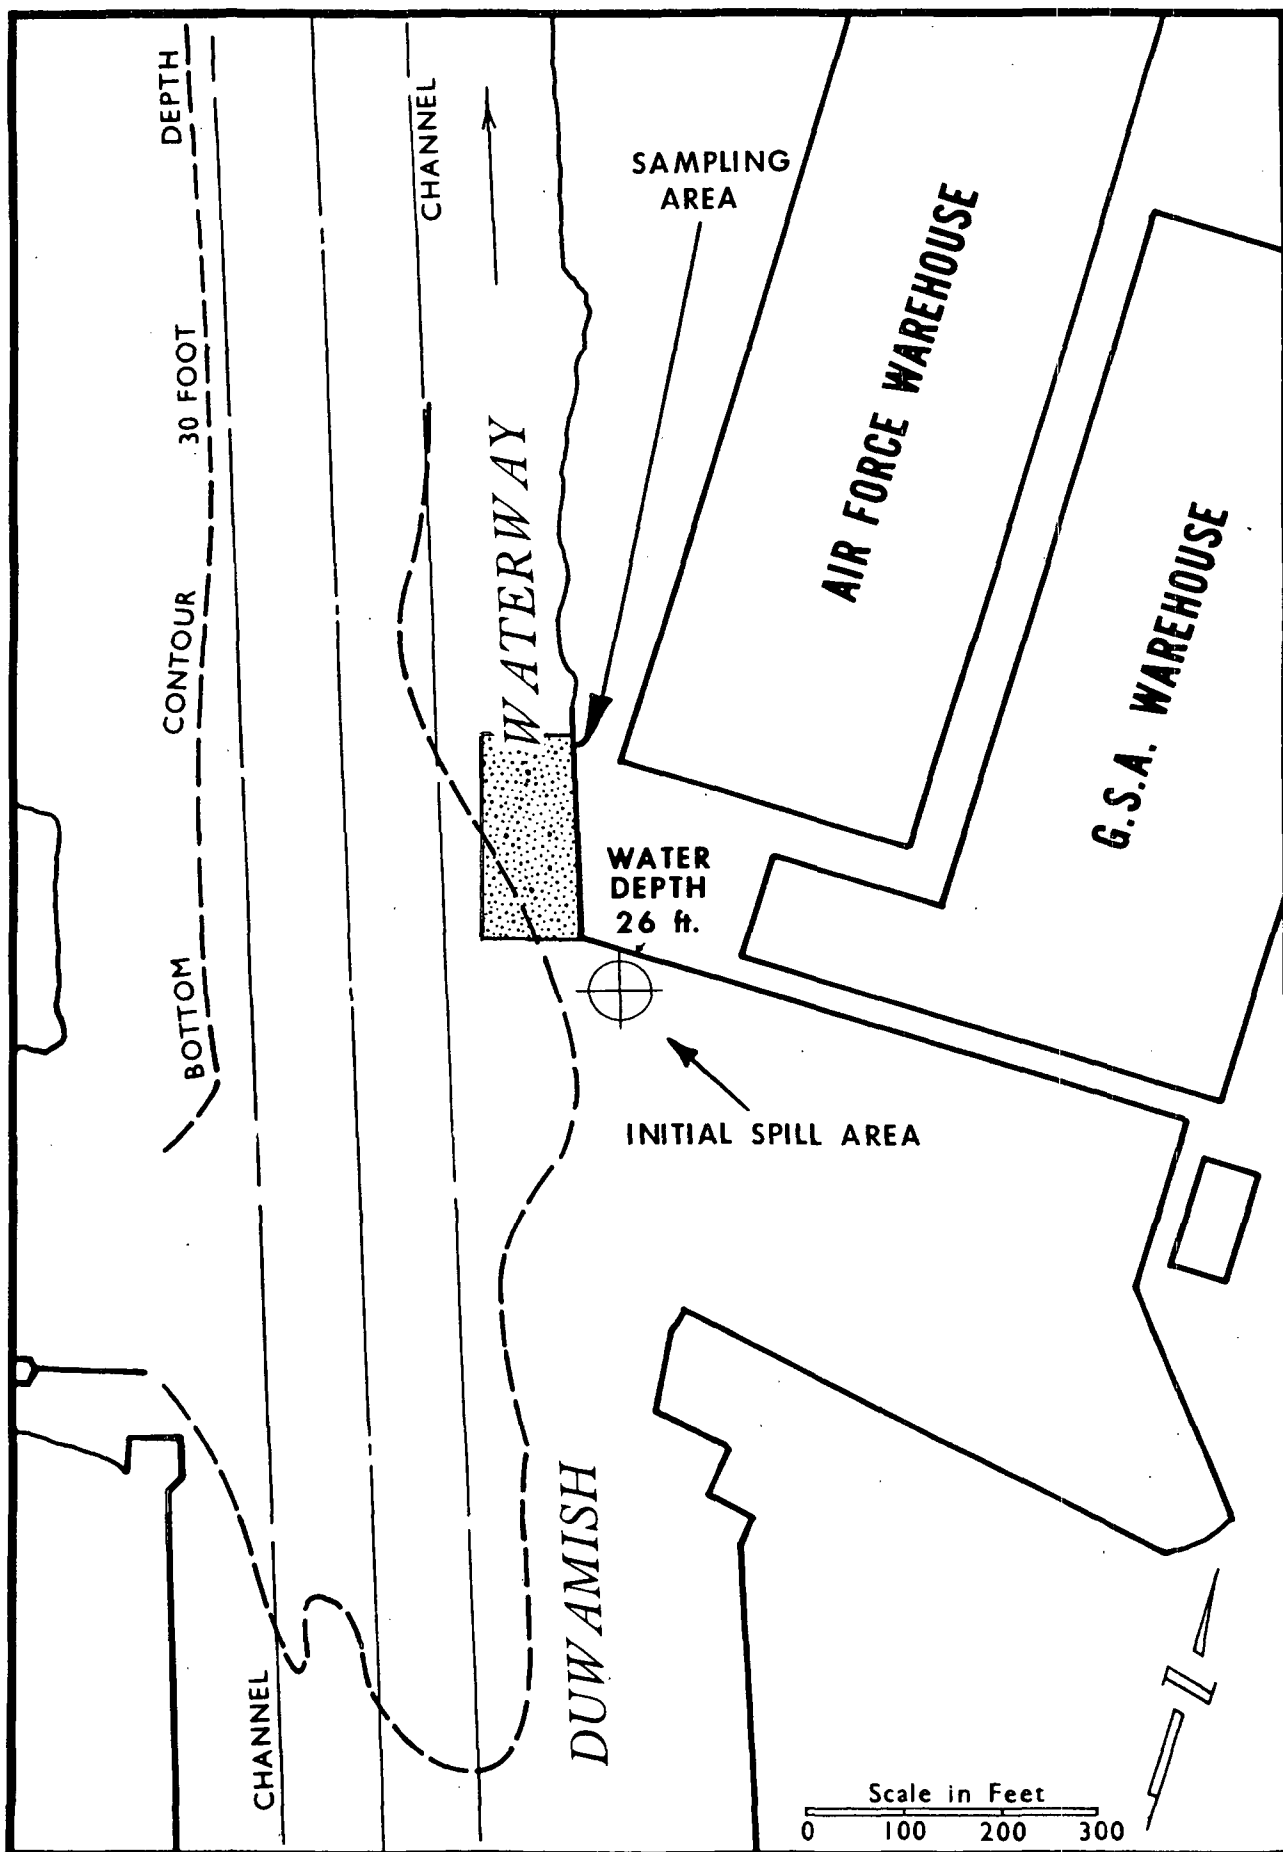 DEPTH
30 FOOT
CONTOUR
BOTTOM
CHANNEL
SAMPLING
AREA
WATERWAY
AIR FORCE WAREHOUSE
G.S.A. WAREHOUSE
WATER
DEPTH
26 ft.
INITIAL SPILL AREA
DUWAMISH
CHANNEL
N
Scale in Feet
0 100 200 300